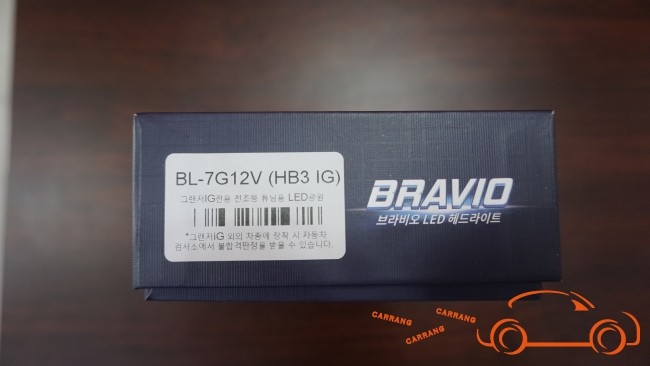 BL-7G12V (HB3 IG)
그랜저IG전용 전조등 튜닝용 LED광원
*그랜저iG 외의 차종에 장착 시 자동차
검사소에서 불합격판정을 받을 수 있습니다.
BRAVIO
브라비오 LED 헤드라이트
CARRANG
CARRANG
CARRANG